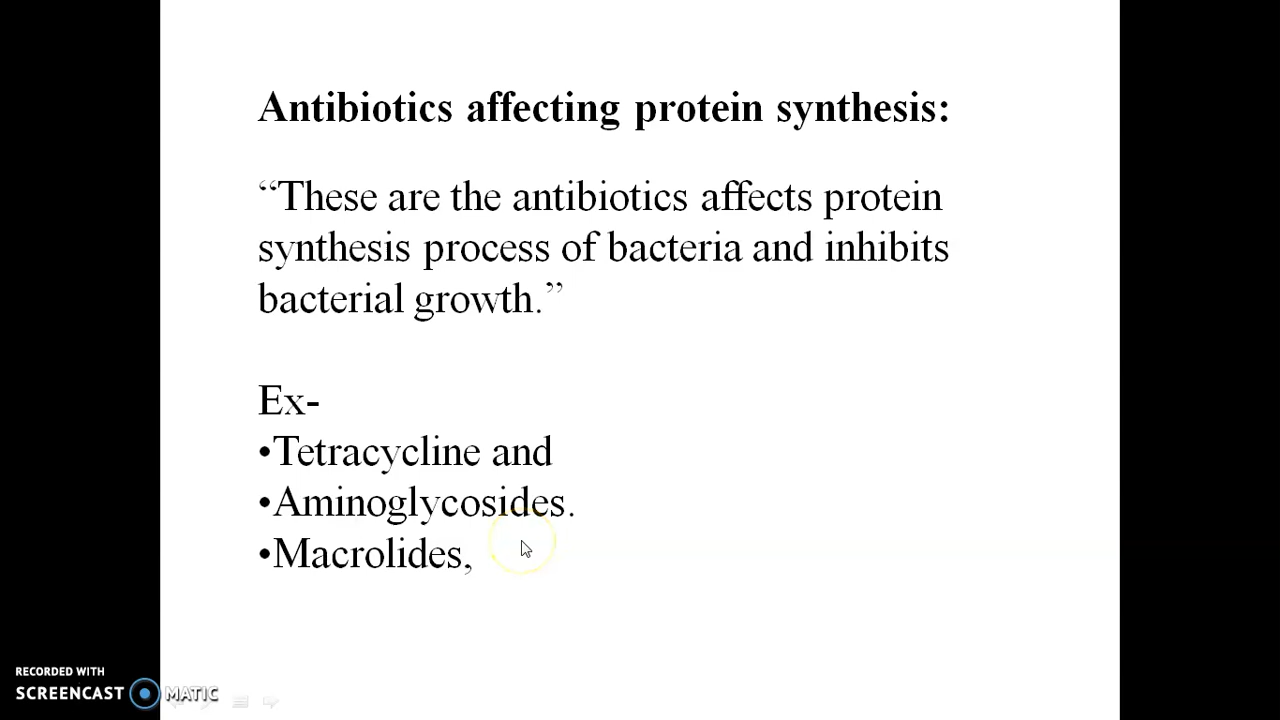 Antibiotics affecting protein synthesis:
“These are the antibiotics affects protein
synthesis process of bacteria and inhibits
bacterial growth.”
Ex-
•Tetracycline and
•Aminoglycosides.
•Macrolides,
RECORDED WITH
SCREENCAST MATIC